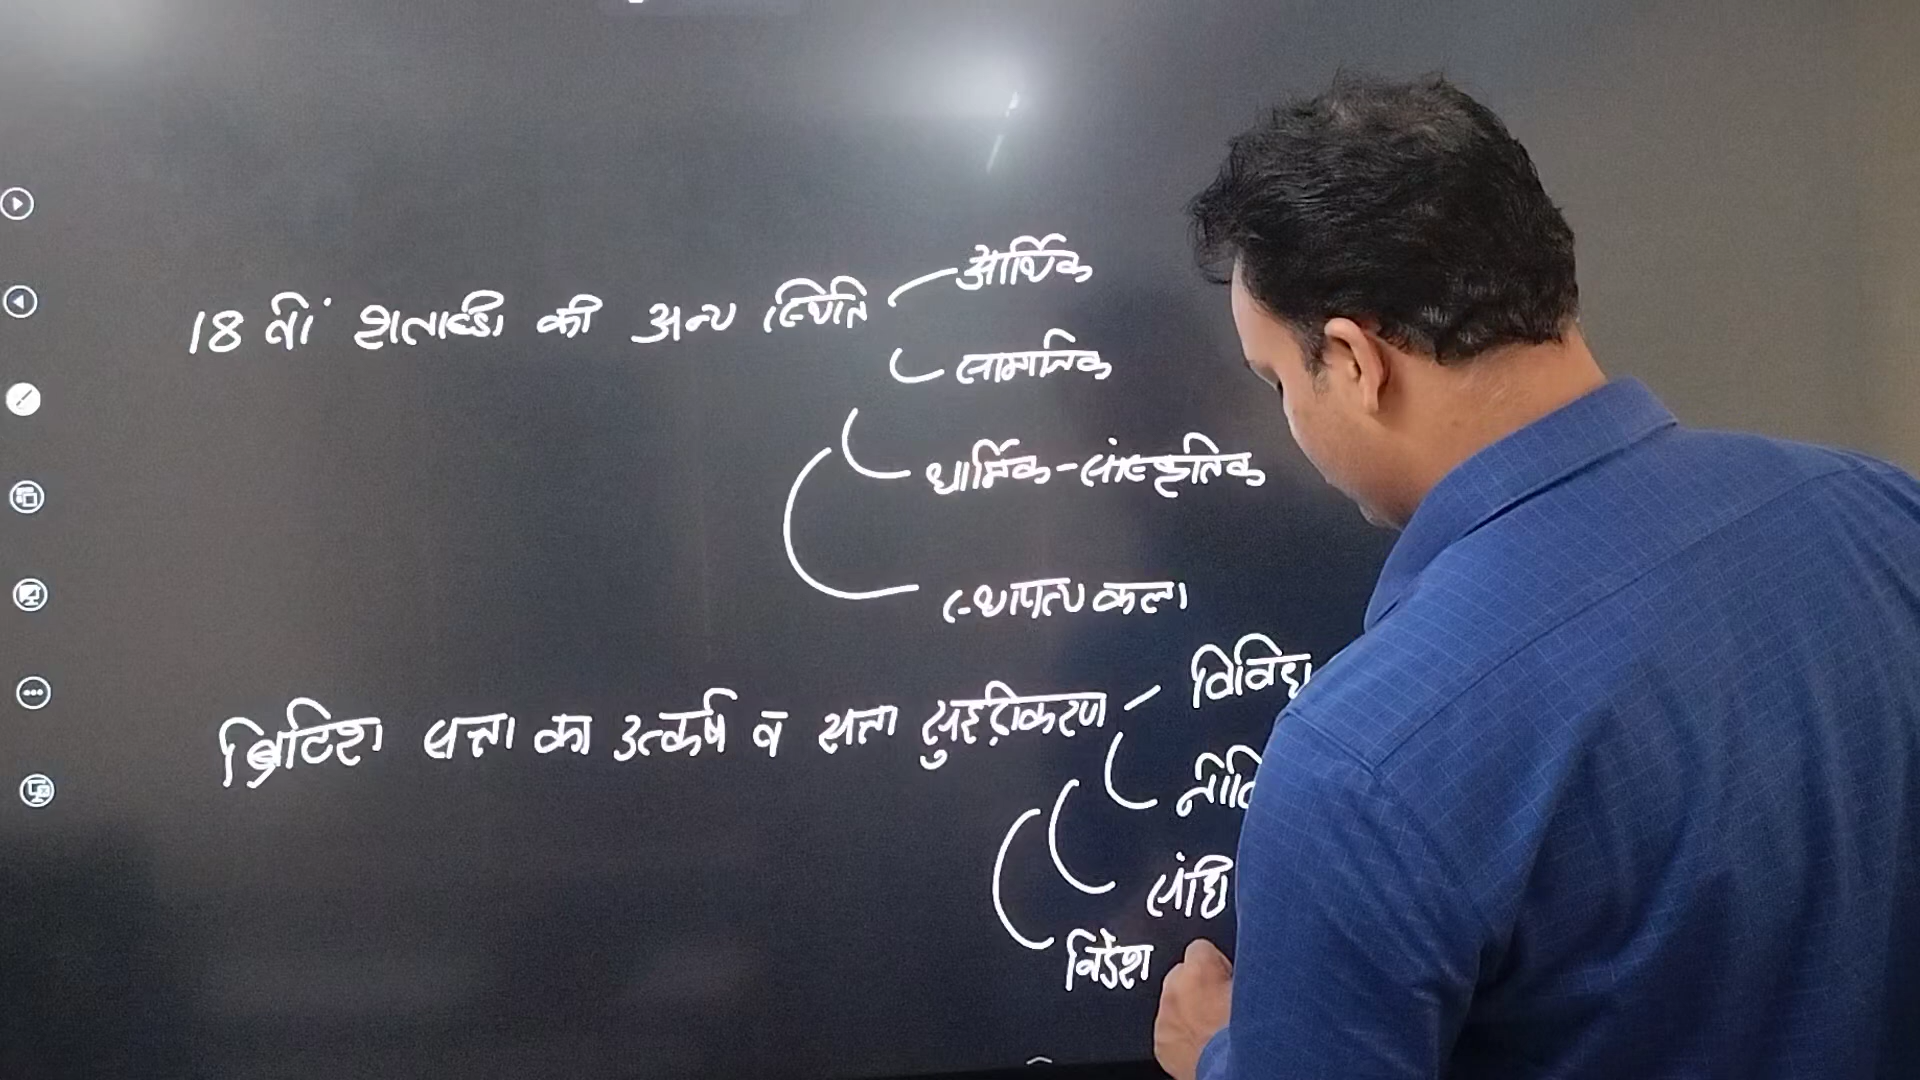 18 वीं शताब्दी की अन्य स्थिति
आर्थिक
सामाजिक
धार्मिक-सांस्कृतिक
स्थापत्य कला
ब्रिटिश सत्ता का उत्कर्ष व सत्ता सुदृढ़ीकरण
विविध
संधि